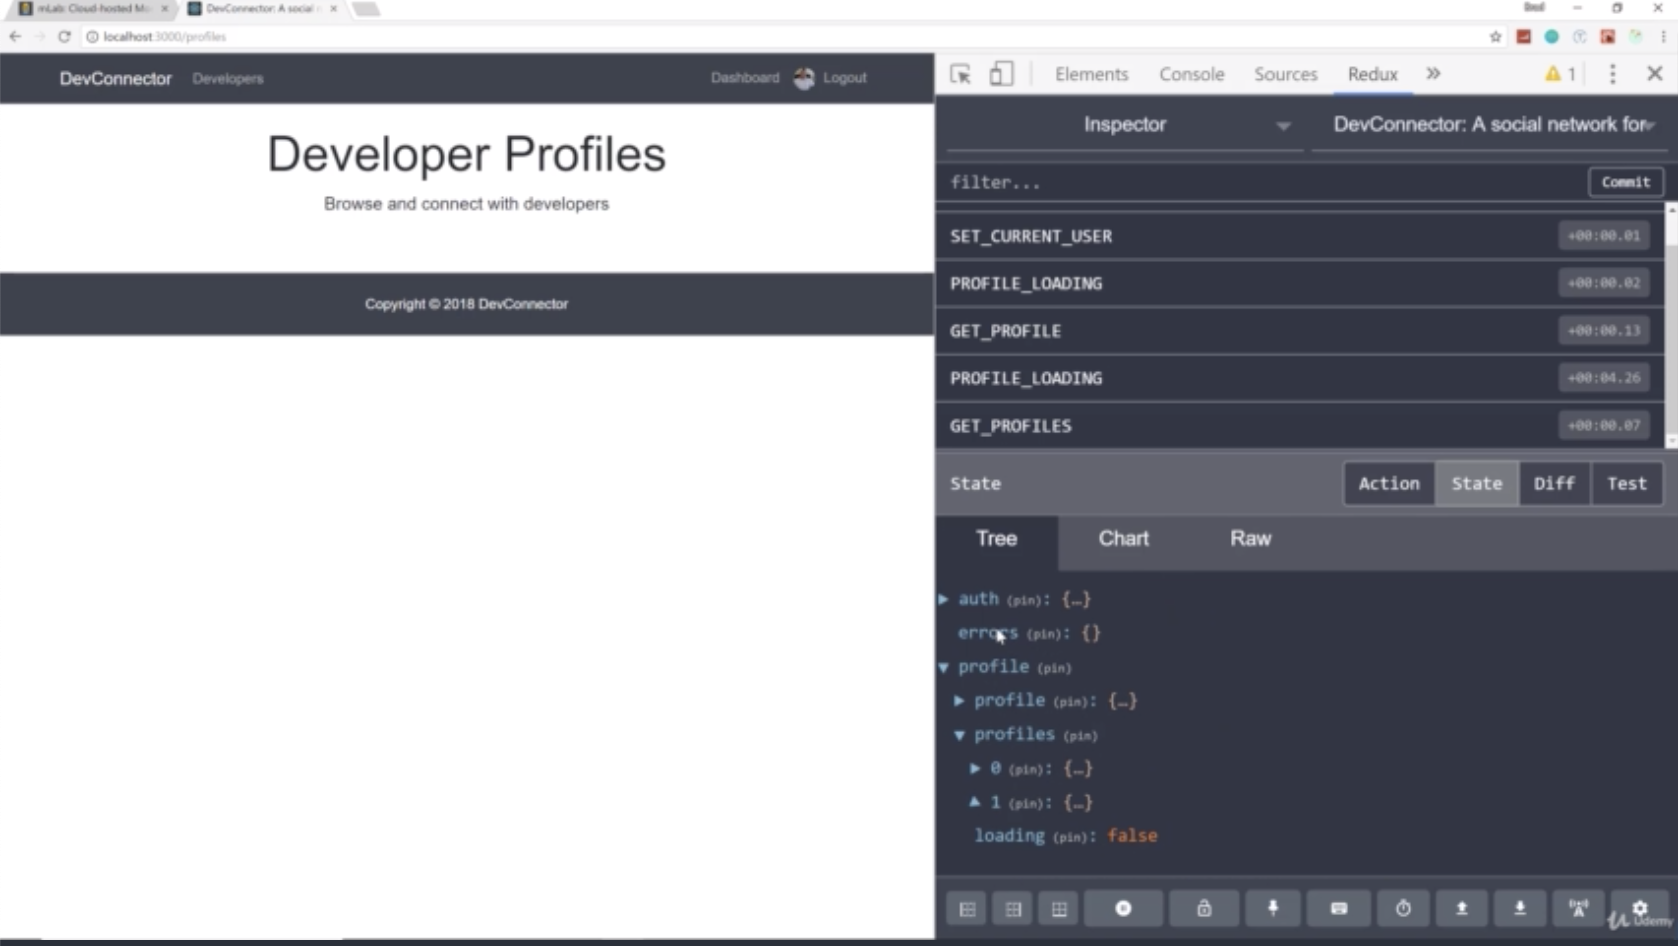 mLab: Cloud-hosted Mo
DevConnector: A social n
localhost:3000/profiles
DevConnector Developers Dashboard Logout
Developer Profiles
Browse and connect with developers
Copyright © 2018 DevConnector
Elements Console Sources Redux » 1
Inspector DevConnector: A social network for
filter... Commit
SET_CURRENT_USER +00:00.01
PROFILE_LOADING +00:00.02
GET_PROFILE +00:00.13
PROFILE_LOADING +00:04.26
GET_PROFILES +00:00.07
State Action State Diff Test
Tree Chart Raw
auth (pin): {…}
errors (pin): {}
profile (pin)
profile (pin): {…}
profiles (pin)
0 (pin): {…}
1 (pin): {…}
loading (pin): false
Udemy